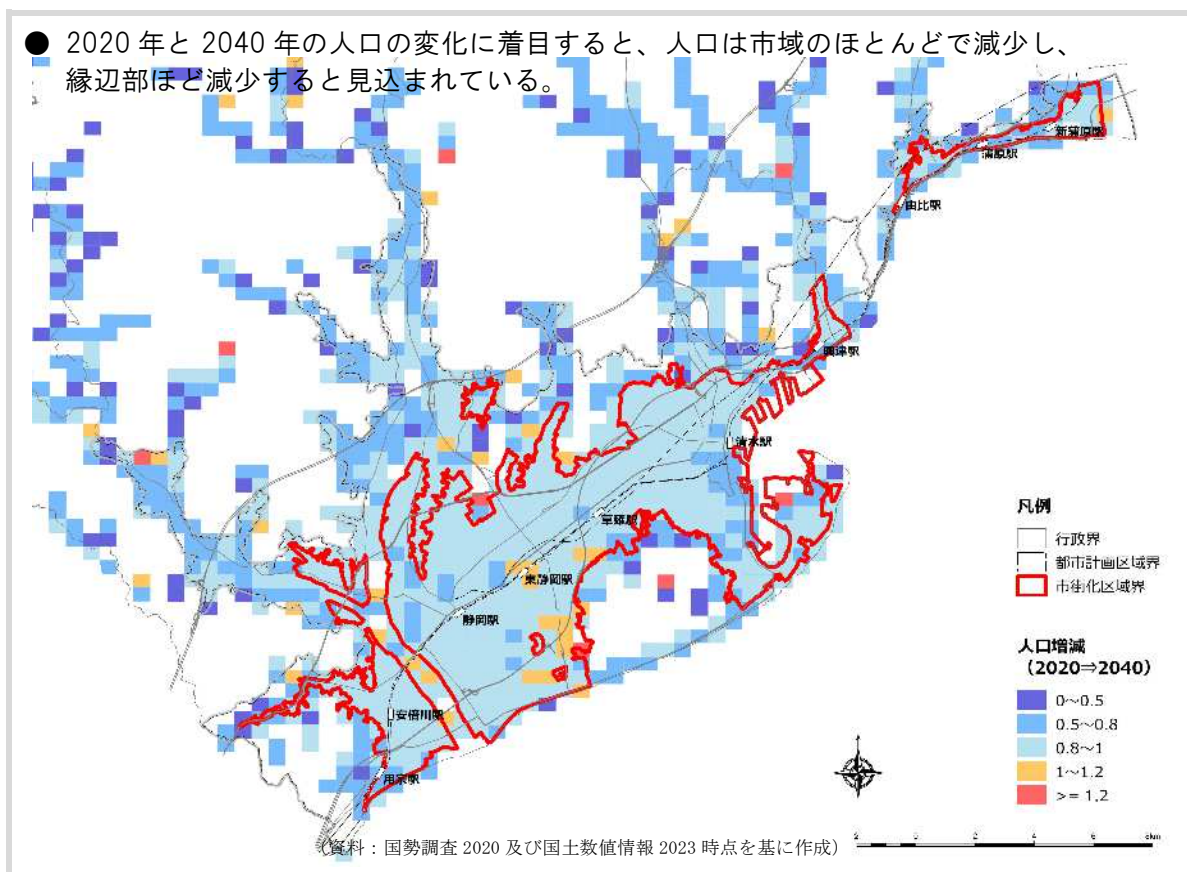 ● 2020 年と 2040 年の人口の変化に着目すると、人口は市域のほとんどで減少し、
縁辺部ほど減少すると見込まれている。
新蒲原駅
蒲原駅
由比駅
興津駅
清水駅
草薙駅
東静岡駅
静岡駅
安倍川駅
用宗駅
凡例
行政界
都市計画区域界
市街化区域界
人口増減
(2020⇒2040)
0～0.5
0.5～0.8
0.8～1
1～1.2
>= 1.2
2 0 2 4 6 8km
(資料：国勢調査 2020 及び国土数値情報 2023 時点を基に作成)